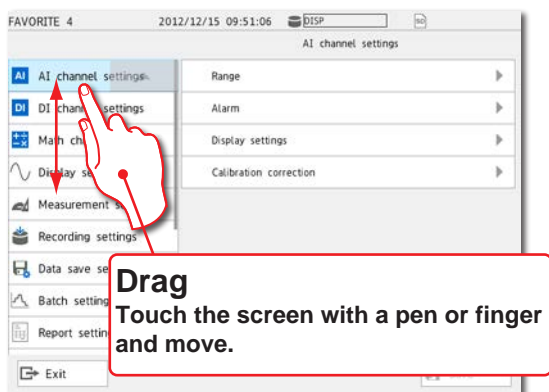 FAVORITE 4 2012/12/15 09:51:06 DISP SD
AI channel settings
AI AI channel settings
Range
DI DI channel settings
Alarm
Math ch
Display settings
Display se
Calibration correction
Measurement s
Recording settings
Data save se
Batch setting
Report settin
Exit
Drag
Touch the screen with a pen or finger
and move.